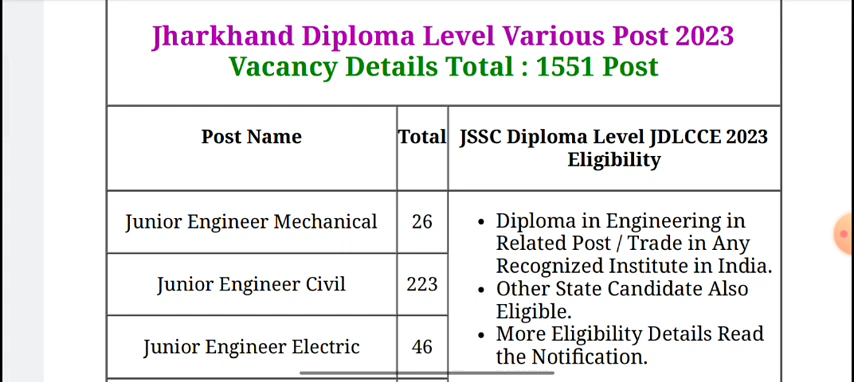 Jharkhand Diploma Level Various Post 2023
Vacancy Details Total : 1551 Post
Post Name
Total
JSSC Diploma Level JDLCCE 2023
Eligibility
Junior Engineer Mechanical
26
Junior Engineer Civil
223
Junior Engineer Electric
46
• Diploma in Engineering in
Related Post / Trade in Any
Recognized Institute in India.
• Other State Candidate Also
Eligible.
• More Eligibility Details Read
the Notification.